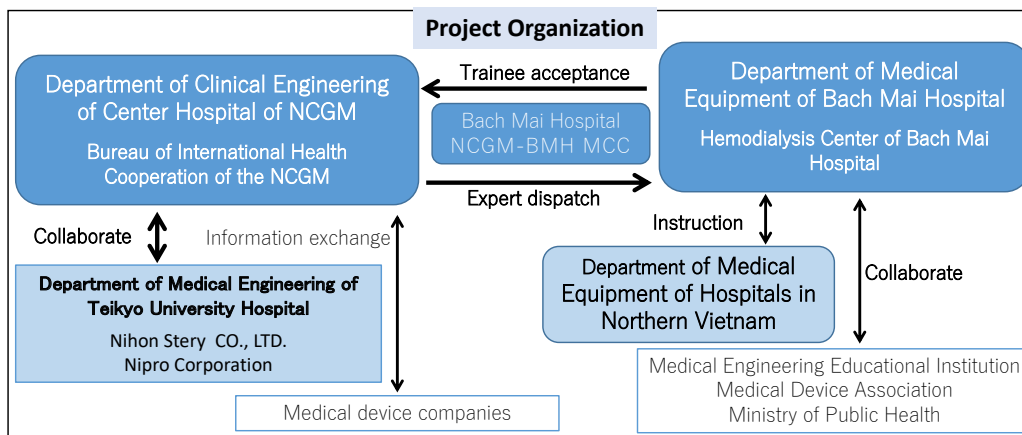 Project Organization
Department of Clinical Engineering
of Center Hospital of NCGM
Bureau of International Health
Cooperation of the NCGM
Trainee acceptance
Bach Mai Hospital
NCGM-BMH MCC
Expert dispatch
Department of Medical
Equipment of Bach Mai Hospital
Hemodialysis Center of Bach Mai
Hospital
Collaborate
Information exchange
Instruction
Collaborate
Department of Medical Engineering of
Teikyo University Hospital
Nihon Stery CO., LTD.
Nipro Corporation
Department of Medical
Equipment of Hospitals in
Northern Vietnam
Medical device companies
Medical Engineering Educational Institution
Medical Device Association
Ministry of Public Health